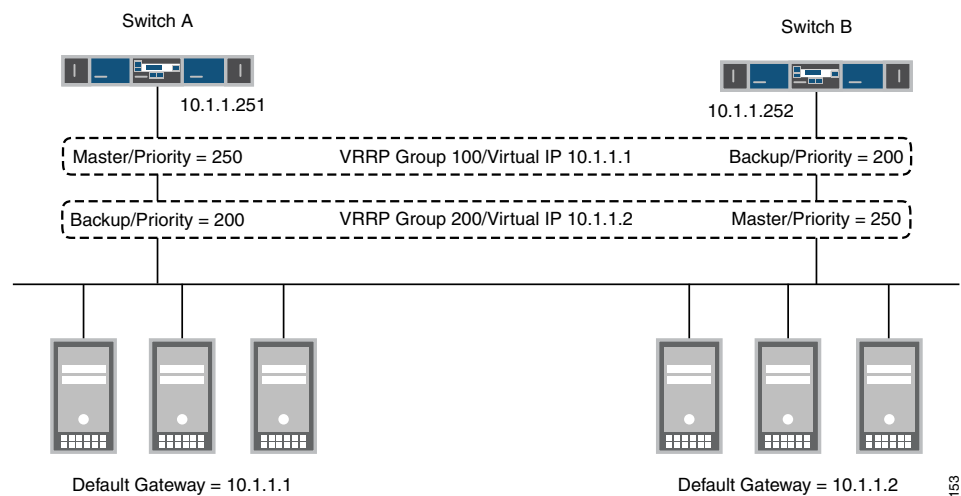 Switch A
Switch B
10.1.1.251
10.1.1.252
Master/Priority = 250 VRRP Group 100/Virtual IP 10.1.1.1 Backup/Priority = 200
Backup/Priority = 200 VRRP Group 200/Virtual IP 10.1.1.2 Master/Priority = 250
Default Gateway = 10.1.1.1 Default Gateway = 10.1.1.2
153